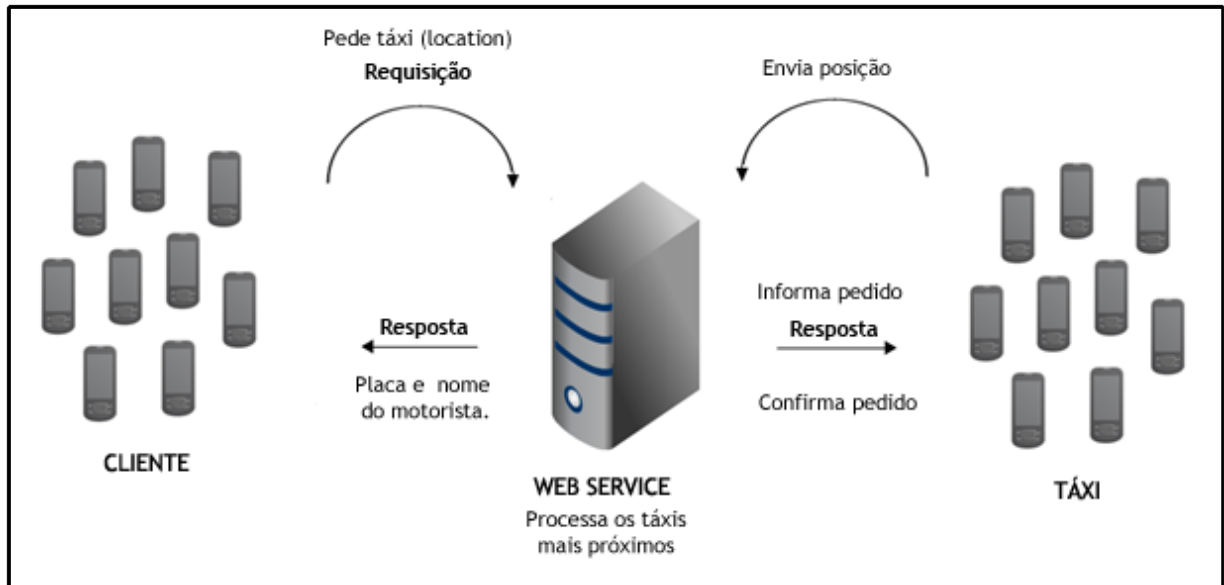 Pede táxi (location)
Requisição
Envia posição
Resposta
Placa e nome
do motorista.
Informa pedido
Resposta
Confirma pedido
CLIENTE
WEB SERVICE
Processa os táxis
mais próximos
TÁXI